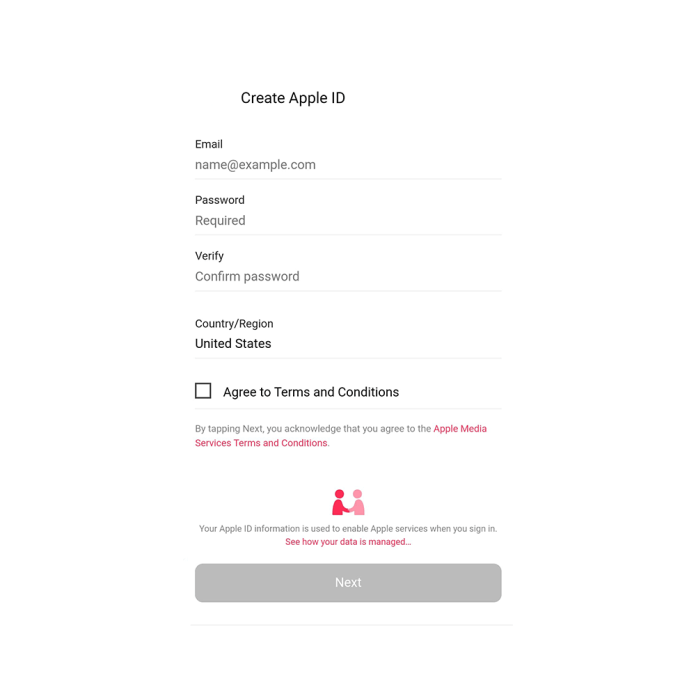 Create Apple ID
Email
name@example.com
Password
Required
Verify
Confirm password
Country/Region
United States
Agree to Terms and Conditions
By tapping Next, you acknowledge that you agree to the Apple Media
Services Terms and Conditions.
Your Apple ID information is used to enable Apple services when you sign in.
See how your data is managed...
Next